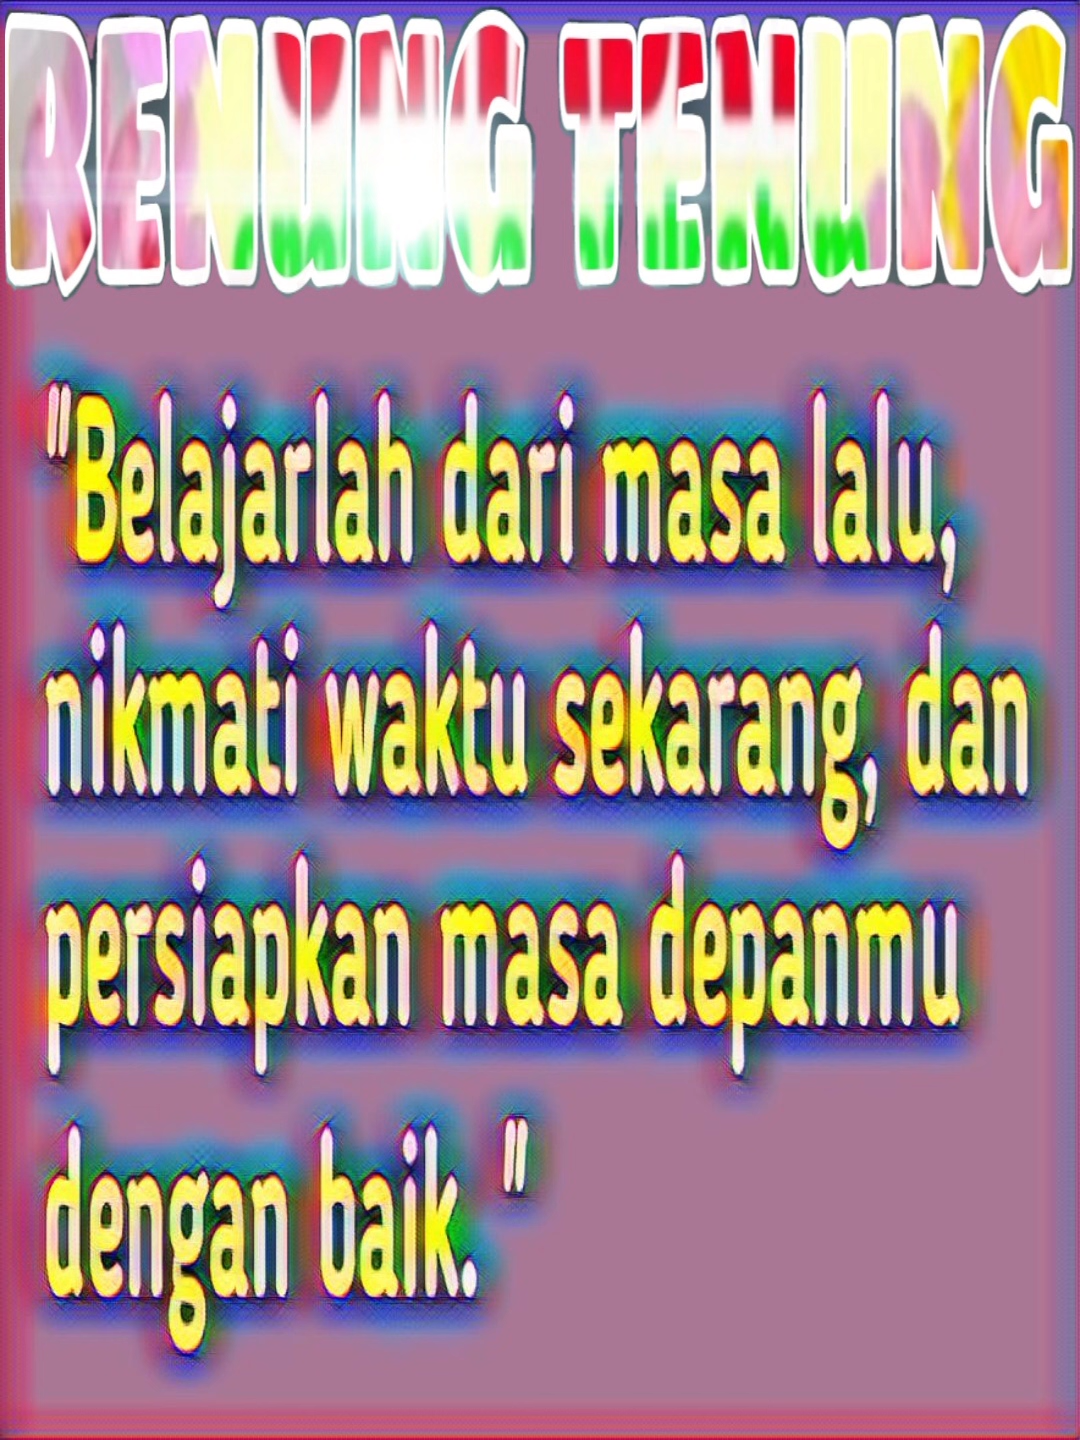 RENUNG TENUNG
"Belajarlah dari masa lalu,
nikmati waktu sekarang, dan
persiapkan masa depanmu
dengan baik. "